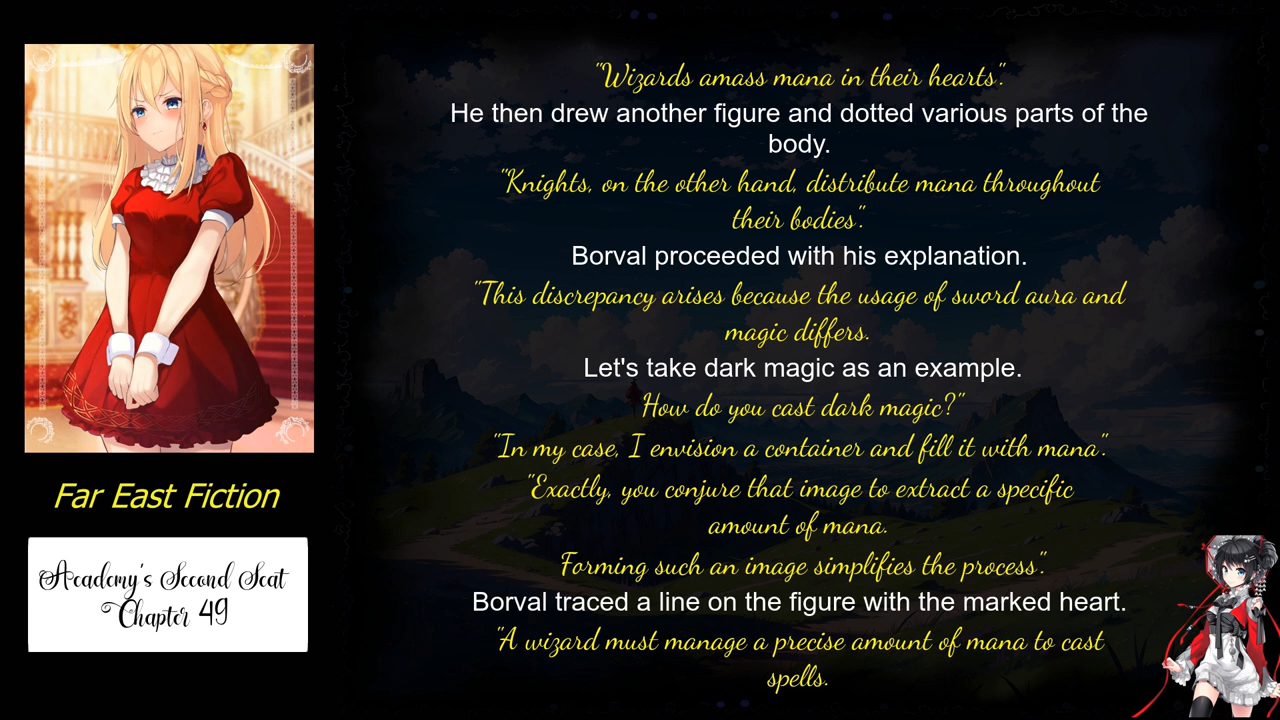 "Wizards amass mana in their hearts".
He then drew another figure and dotted various parts of the
body.
"Knights, on the other hand, distribute mana throughout
their bodies".
Borval proceeded with his explanation.
"This discrepancy arises because the usage of sword aura and
magic differs.
Let's take dark magic as an example.
How do you cast dark magic?"
"In my case, I envision a container and fill it with mana".
"Exactly, you conjure that image to extract a specific
amount of mana.
Forming such an image simplifies the process".
Borval traced a line on the figure with the marked heart.
"A wizard must manage a precise amount of mana to cast
spells.
Far East Fiction
Academy's Second Seat
Chapter 49